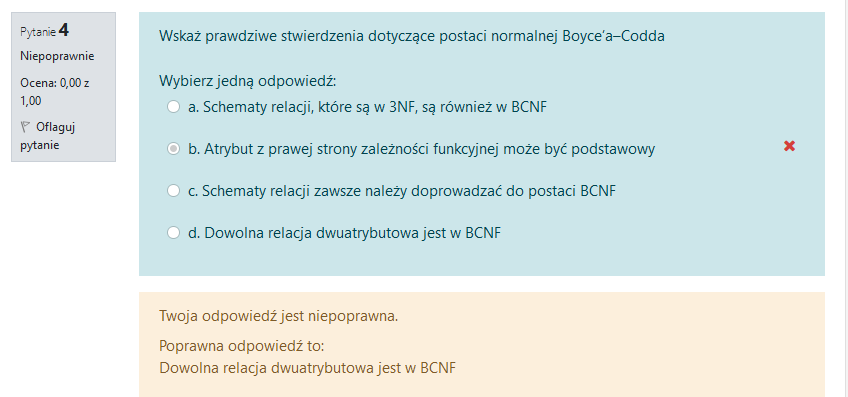 Pytanie 4
Niepoprawnie
Ocena: 0,00 z
1,00
Oflaguj
pytanie
Wskaż prawdziwe stwierdzenia dotyczące postaci normalnej Boyce’a–Codda
Wybierz jedną odpowiedź:
a. Schematy relacji, które są w 3NF, są również w BCNF
b. Atrybut z prawej strony zależności funkcyjnej może być podstawowy
c. Schematy relacji zawsze należy doprowadzać do postaci BCNF
d. Dowolna relacja dwuatrybutowa jest w BCNF
Twoja odpowiedź jest niepoprawna.
Poprawna odpowiedź to:
Dowolna relacja dwuatrybutowa jest w BCNF